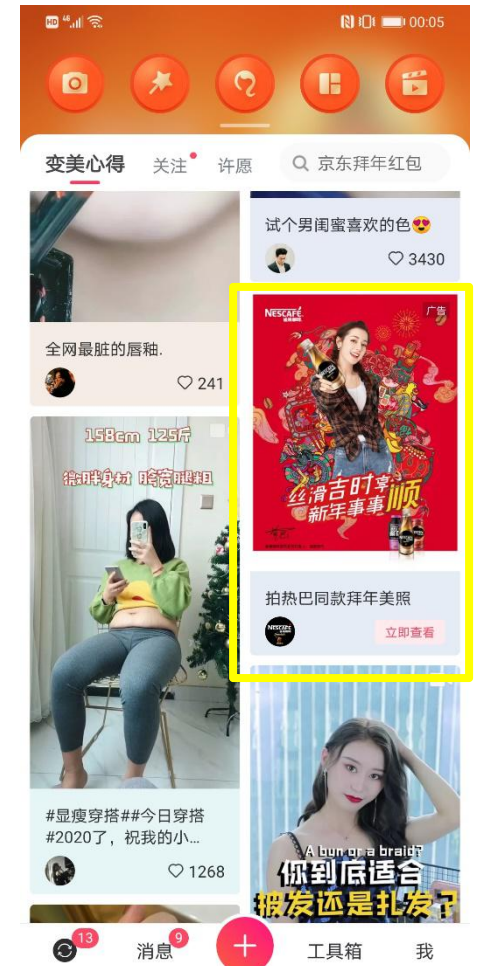 HD 46 00:05
变美心得 关注 许愿 京东拜年红包
试个男闺蜜喜欢的色😍
3430
全网最脏的唇釉.
241
158cm 125斤
微胖身材 胯宽腿粗
#显瘦穿搭##今日穿搭
#2020了，祝我的小...
1268
NESCAFÉ.
广告
丝滑吉时享
新年事事顺
拍热巴同款拜年美照
NESCAFÉ
立即查看
A bun or a braid?
你到底适合
披发还是扎发?
13 消息 9 工具箱 我